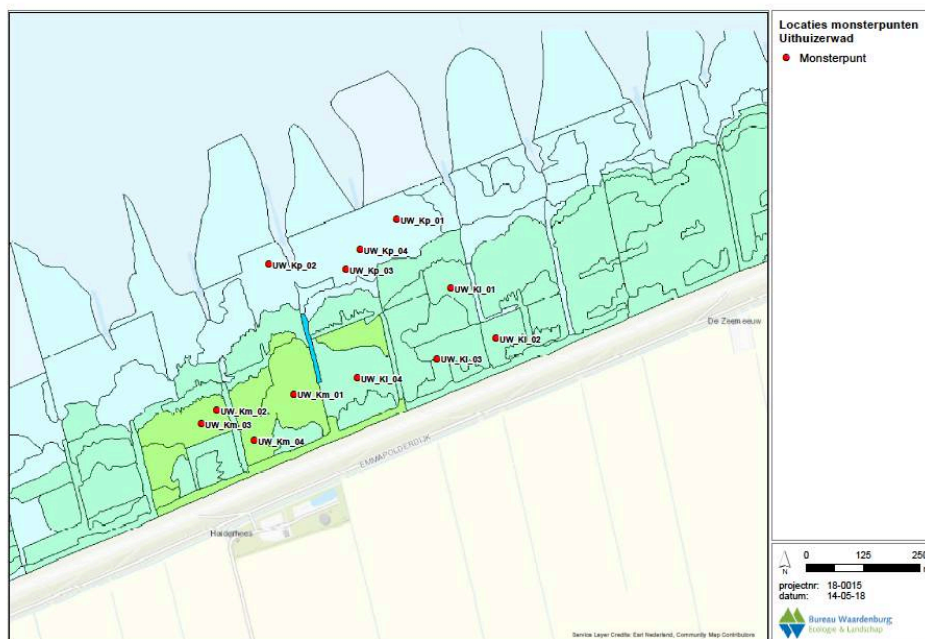 Locaties monsterpunten
Uithuizerwad
Monsterpunt
UW_Kp_01
UW_Kp_04
UW_Kp_02
UW_Kp_03
UW_Kl_01
De Zeemeeuw
UW_Kl_02
UW_Kl_03
UW_Kl_04
UW_Km_01
UW_Km_02
UW_Km_03
UW_Km_04
EMMAPOLDERDIJK
N
0 125 250
projectnr: 18-0015
datum: 14-05-18
Bureau Waardenburg
Ecologie & Landschap
Service Layer Credits: Esri Nederland, Community Map Contributors